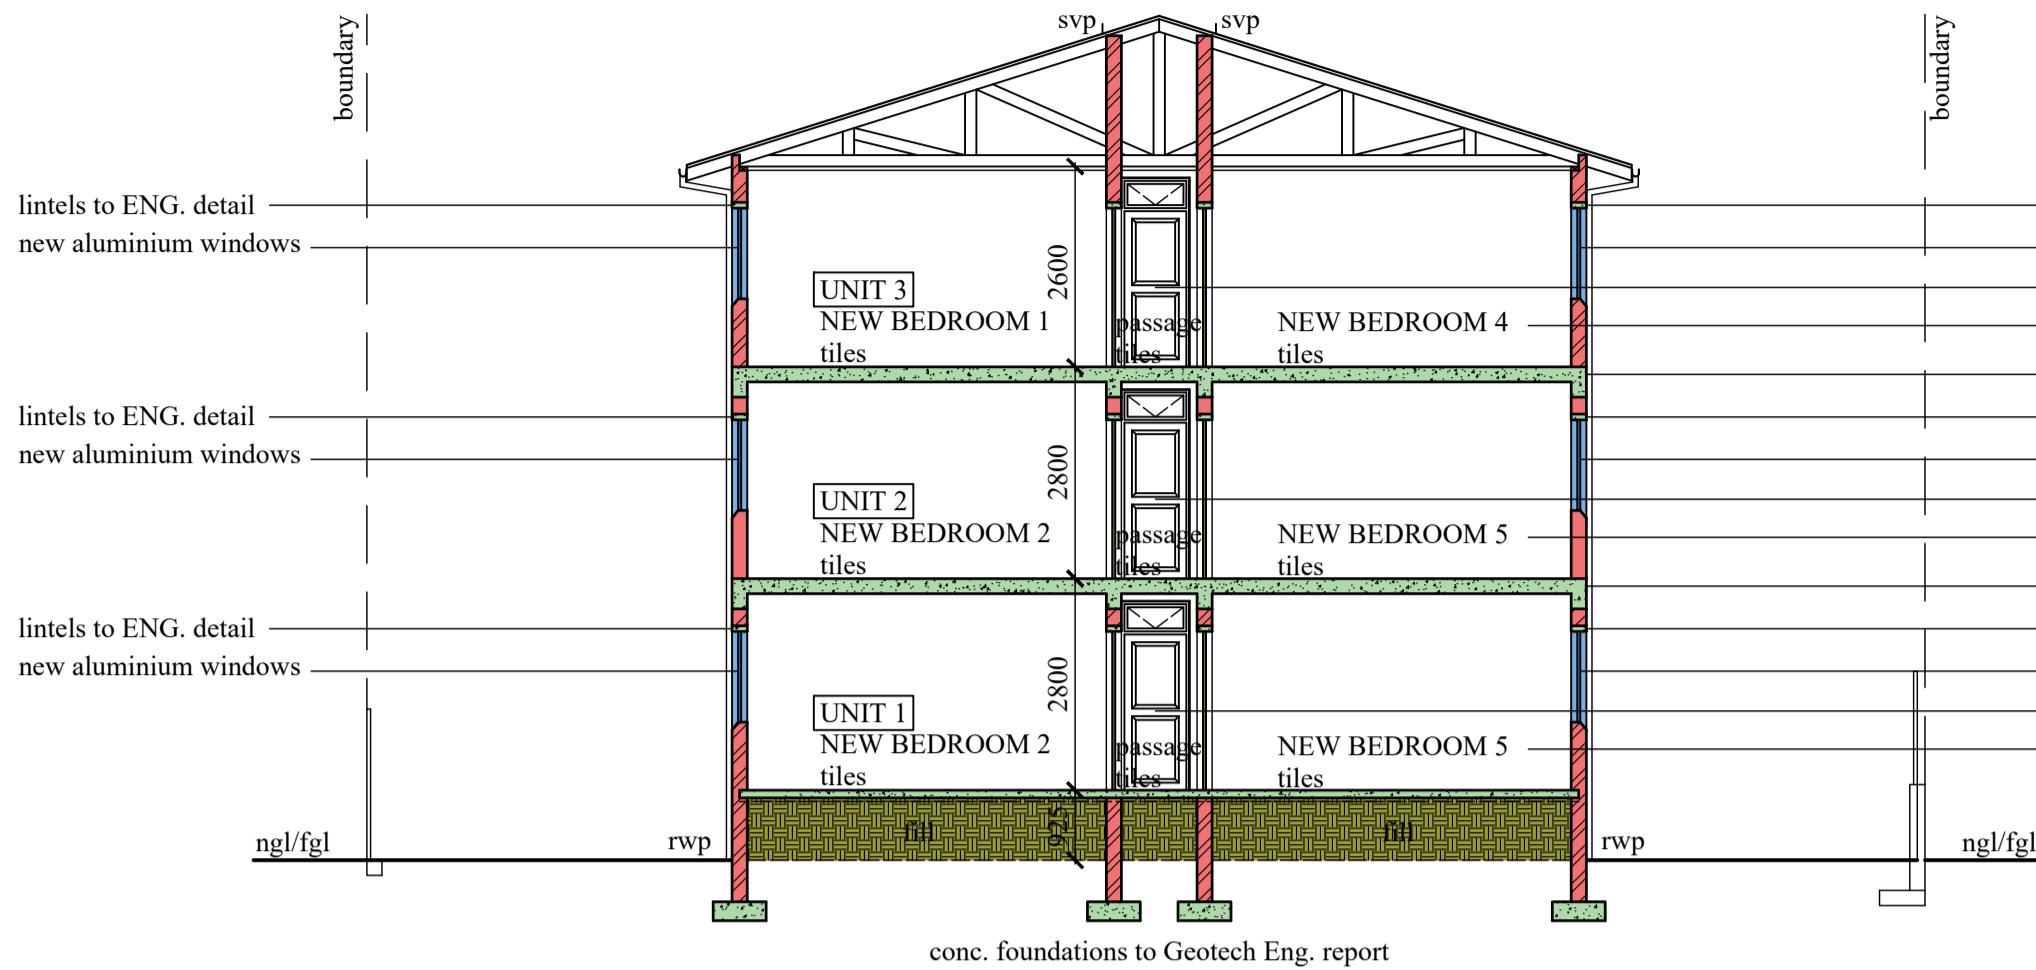 boundary
svp
svp
boundary
lintels to ENG. detail
new aluminium windows
2600
UNIT 3
NEW BEDROOM 1
tiles
passage
tiles
NEW BEDROOM 4
tiles
lintels to ENG. detail
new aluminium windows
2800
UNIT 2
NEW BEDROOM 2
tiles
passage
tiles
NEW BEDROOM 5
tiles
lintels to ENG. detail
new aluminium windows
2800
UNIT 1
NEW BEDROOM 2
tiles
passage
tiles
NEW BEDROOM 5
tiles
ngl/fgl
rwp
fill
925
fill
rwp
ngl/fgl
conc. foundations to Geotech Eng. report